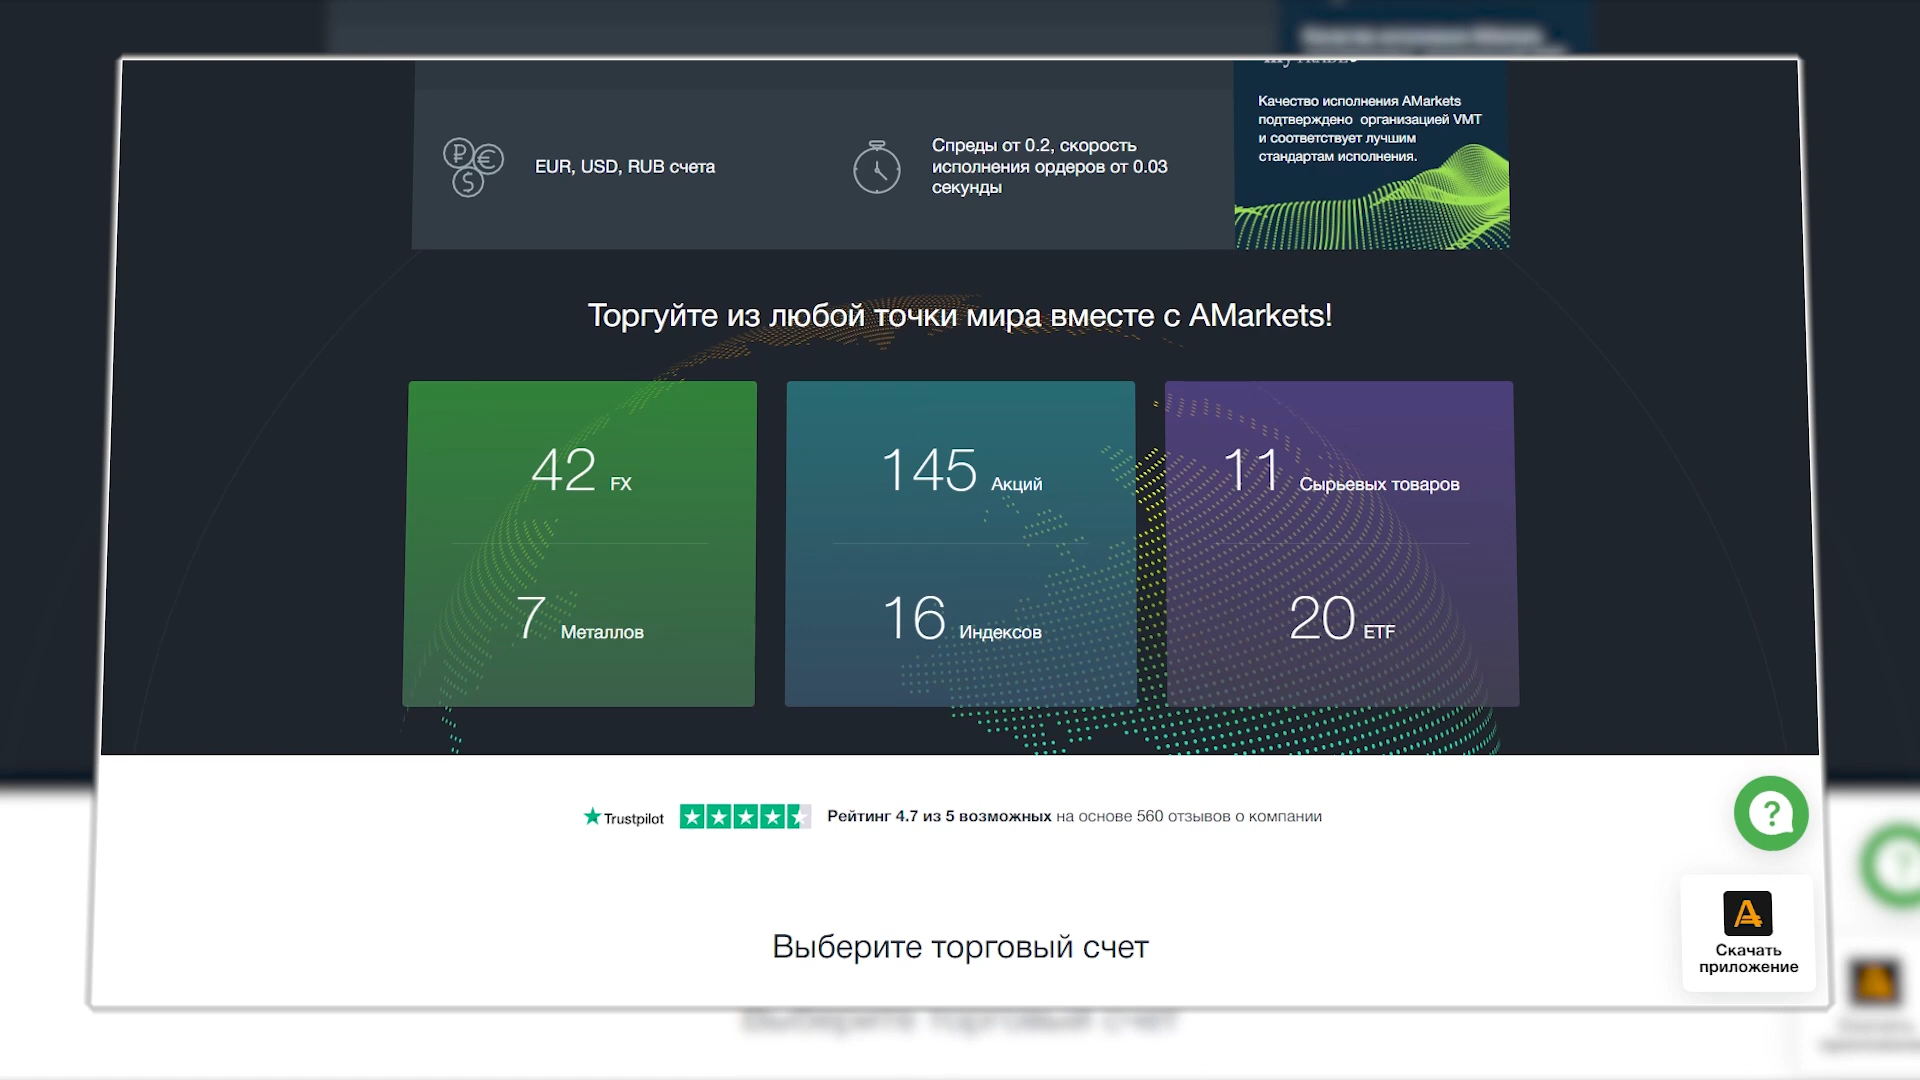 Качество исполнения AMarkets
подтверждено организацией VMT
и соответствует лучшим
стандартам исполнения.
EUR, USD, RUB счета
Спреды от 0.2, скорость
исполнения ордеров от 0.03
секунды
Торгуйте из любой точки мира вместе с AMarkets!
42 FX
7 Металлов
145 Акций
16 Индексов
11 Сырьевых товаров
20 ETF
Trustpilot
Рейтинг 4.7 из 5 возможных на основе 560 отзывов о компании
Выберите торговый счет
Скачать
приложение